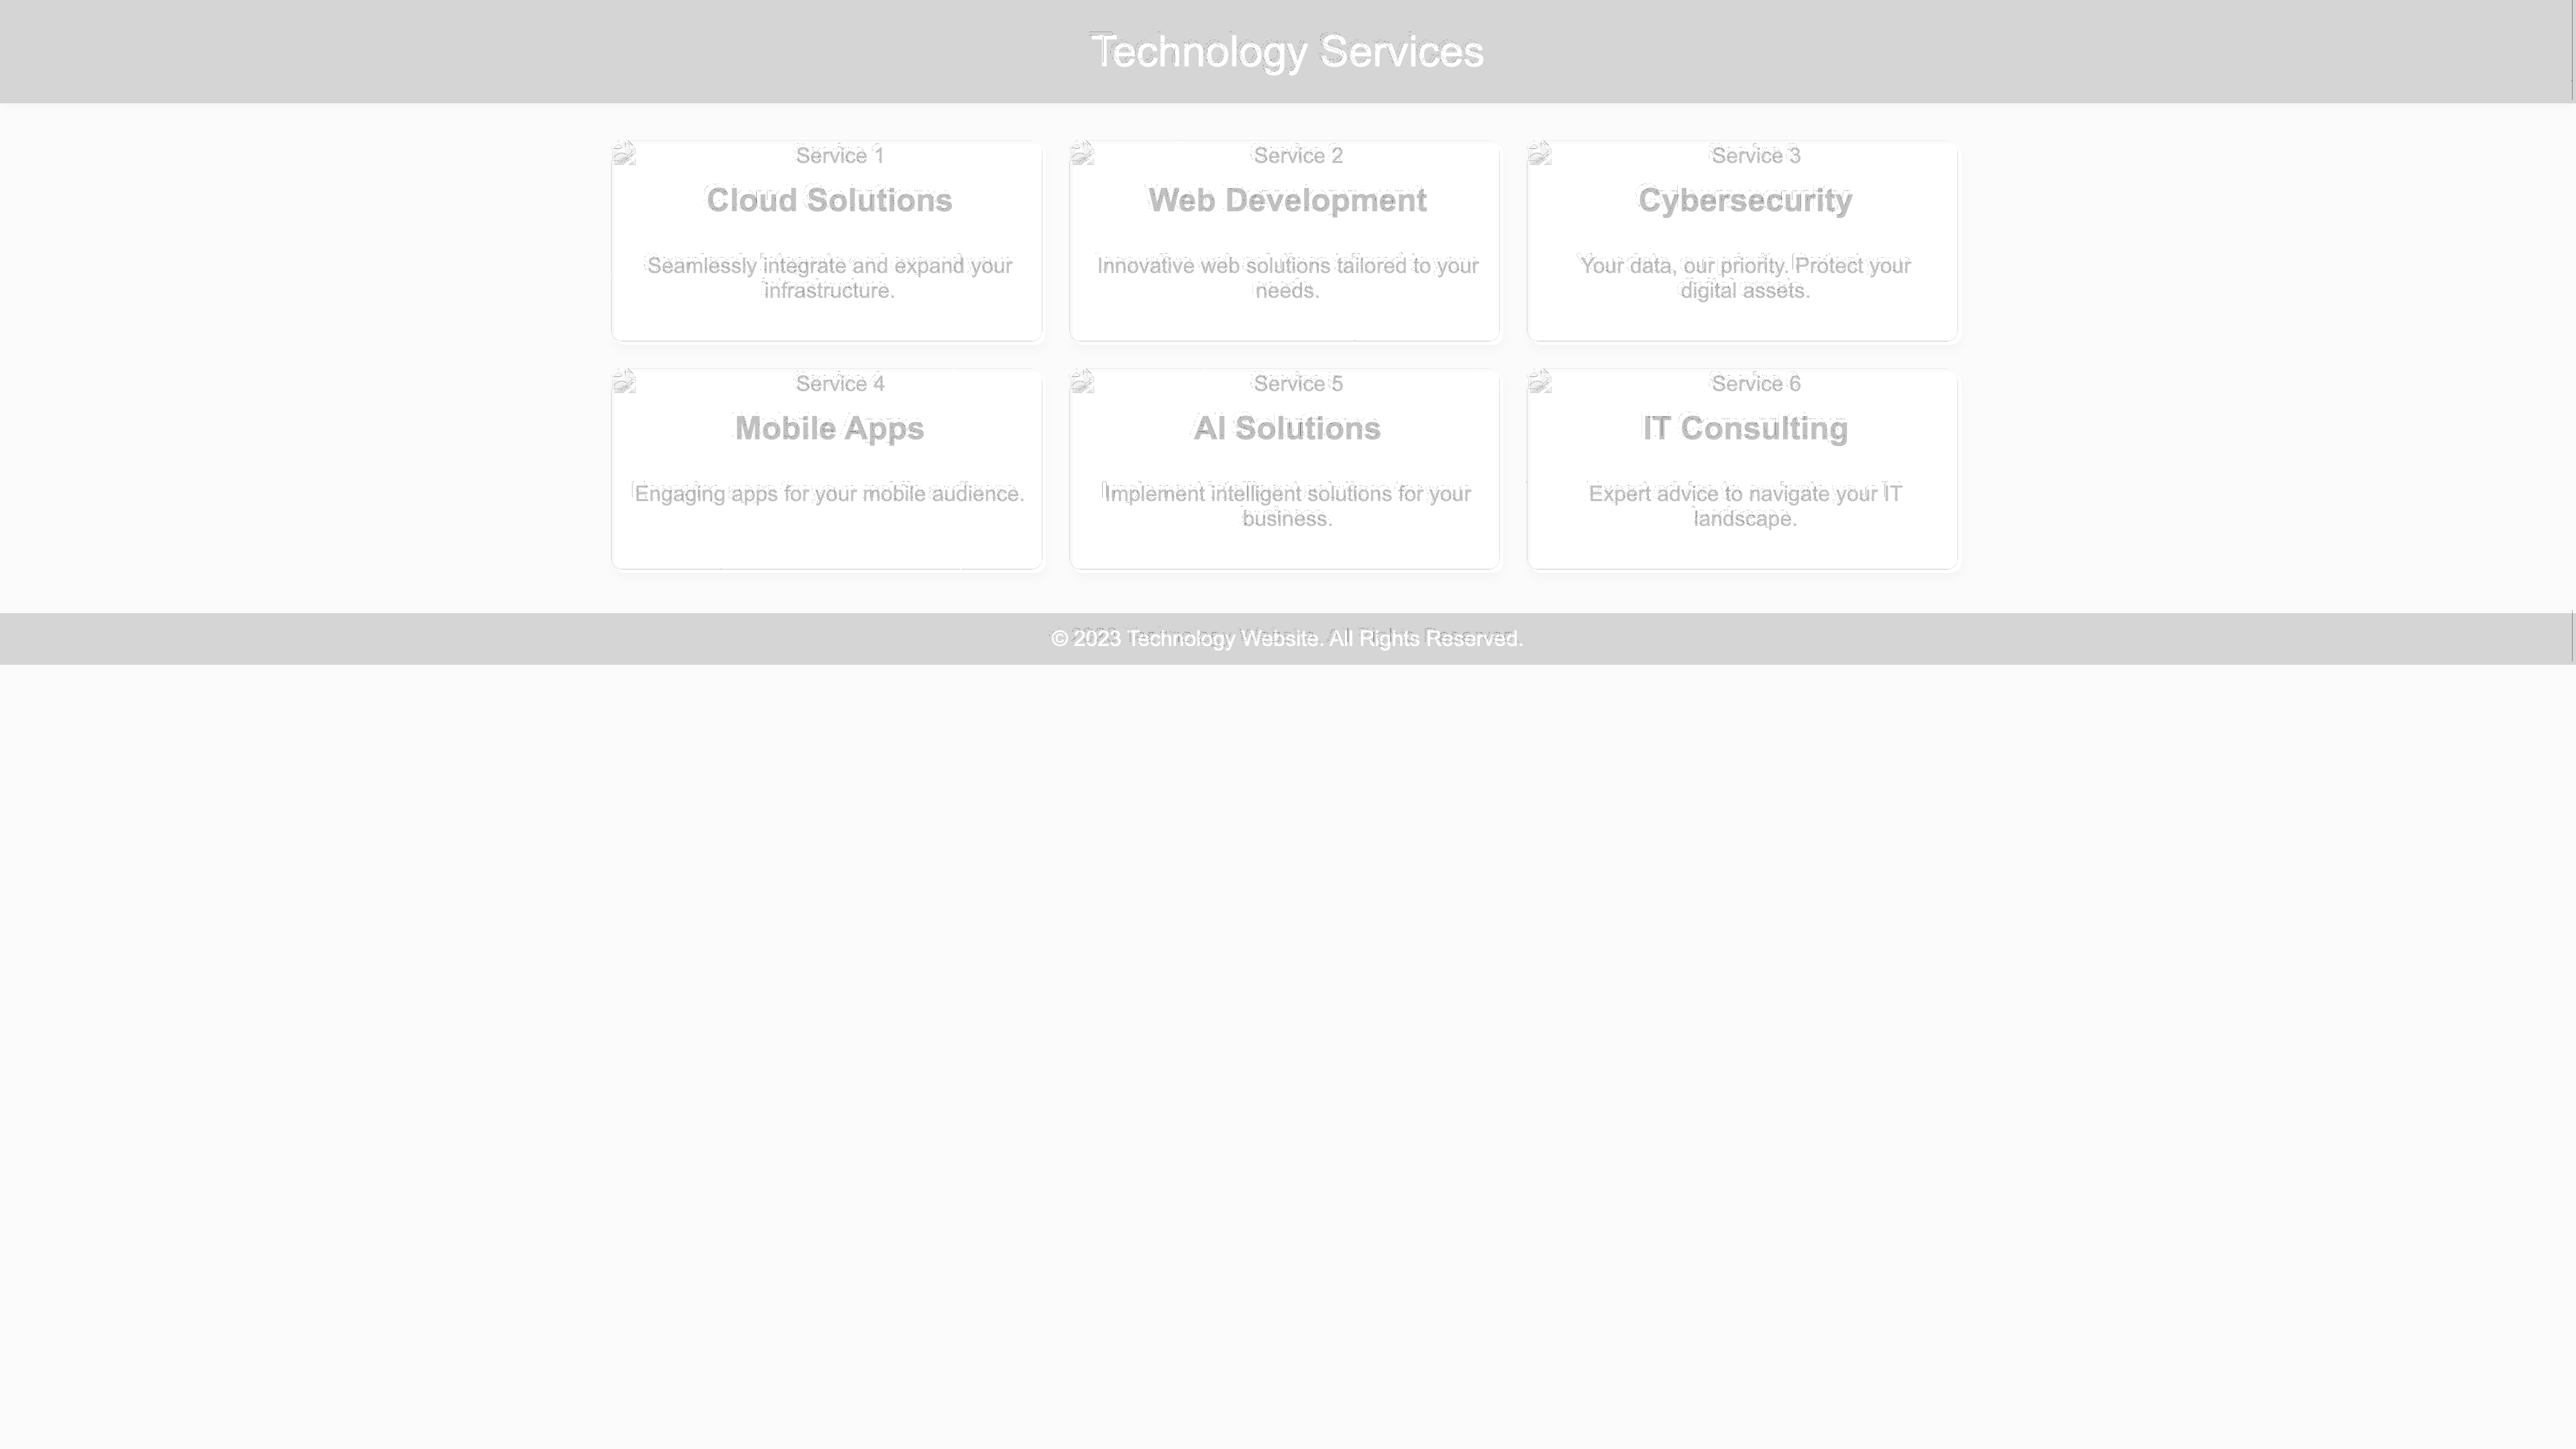 Technology Services
Service 1
Cloud Solutions
Seamlessly integrate and expand your
infrastructure.
Service 2
Web Development
Innovative web solutions tailored to your
needs.
Service 3
Cybersecurity
Your data, our priority. Protect your
digital assets.
Service 4
Mobile Apps
Engaging apps for your mobile audience.
Service 5
AI Solutions
Implement intelligent solutions for your
business.
Service 6
IT Consulting
Expert advice to navigate your IT
landscape.
© 2023 Technology Website. All Rights Reserved.